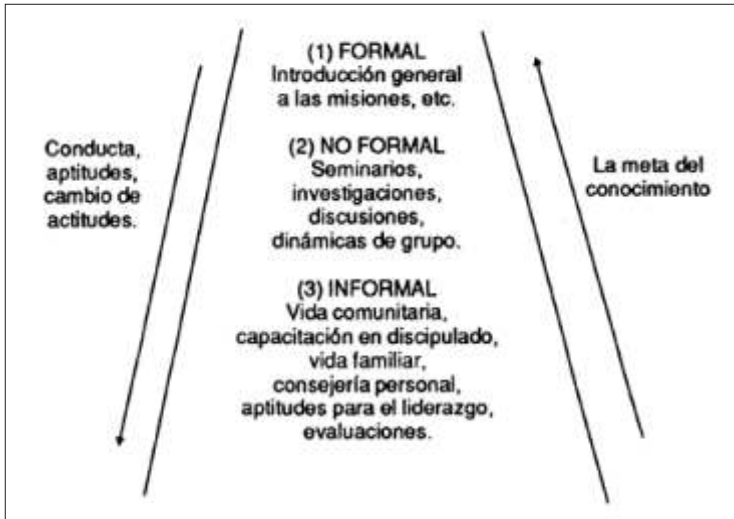 (1) FORMAL
Introducción general
a las misiones, etc.
Conducta,
aptitudes,
cambio de
actitudes.
(2) NO FORMAL
Seminarios,
investigaciones,
discusiones,
dinámicas de grupo.
La meta del
conocimiento
(3) INFORMAL
Vida comunitaria,
capacitación en discipulado,
vida familiar,
consejería personal,
aptitudes para el liderazgo,
evaluaciones.